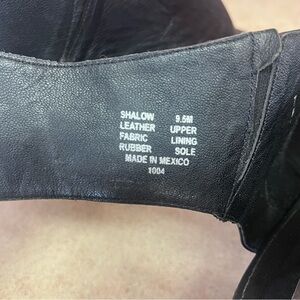 SHALOW 9.5M
LEATHER UPPER
FABRIC LINING
RUBBER SOLE
MADE IN MEXICO
1004